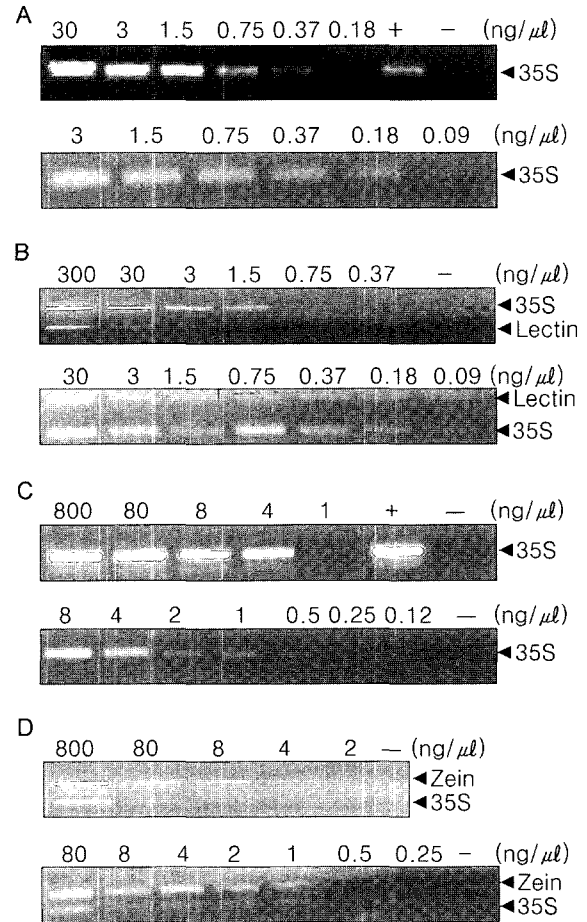 A
30 3 1.5 0.75 0.37 0.18 + − (ng/㎕)
◄35S
3 1.5 0.75 0.37 0.18 0.09 (ng/㎕)
◄35S
B
300 30 3 1.5 0.75 0.37 − (ng/㎕)
◄35S
◄Lectin
30 3 1.5 0.75 0.37 0.18 0.09 (ng/㎕)
◄Lectin
◄35S
C
800 80 8 4 1 + − (ng/㎕)
◄35S
8 4 2 1 0.5 0.25 0.12 − (ng/㎕)
◄35S
D
800 80 8 4 2 − (ng/㎕)
◄Zein
◄35S
80 8 4 2 1 0.5 0.25 − (ng/㎕)
◄Zein
◄35S